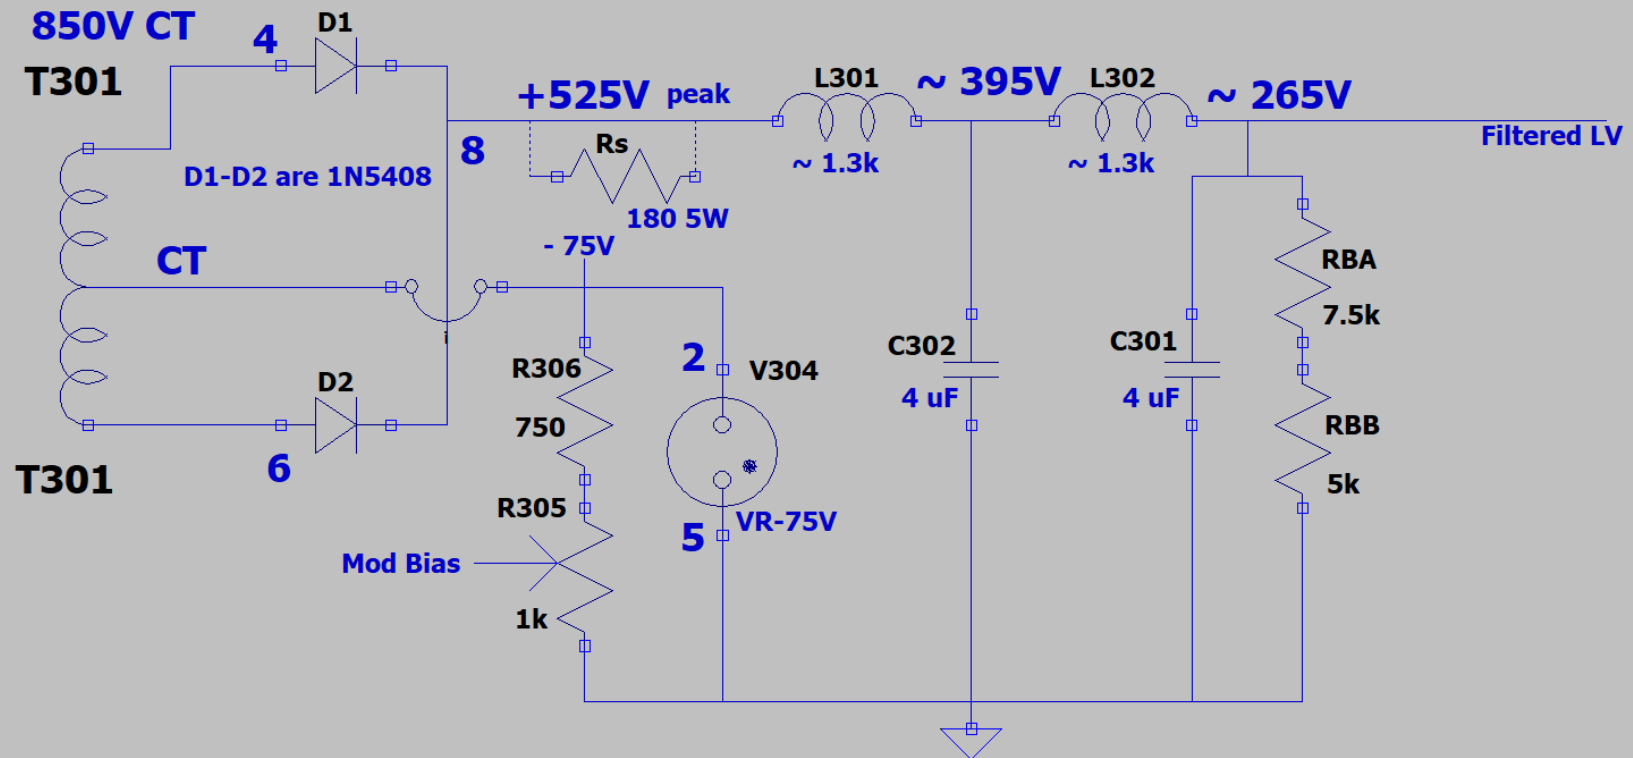 850V CT
T301
4
D1
D1-D2 are 1N5408
+525V peak
8
Rs
180 5W
L301
~ 1.3k
~ 395V
L302
~ 1.3k
~ 265V
Filtered LV
CT
- 75V
i
D2
6
T301
R306
750
R305
Mod Bias
1k
2
V304
5
VR-75V
C302
4 uF
C301
4 uF
RBA
7.5k
RBB
5k